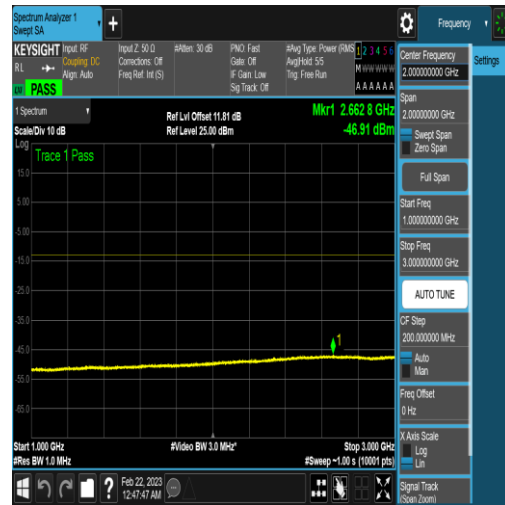 Spectrum Analyzer 1
Swept SA
Frequency
KEYSIGHT
Input: RF
Input Z: 50 Ω
#Atten: 30 dB
PNO: Fast
#Avg Type: Power (RMS
1 2 3 4 5 6
RL
Coupling: DC
Corrections: Off
Gate: Off
Avg|Hold: 5/5
M W W W W W
Align: Auto
Freq Ref: Int (S)
IF Gain: Low
Trig: Free Run
Sig Track: Off
A A A A A A
PASS
1 Spectrum
Ref Lvl Offset 11.81 dB
Mkr1 2.662 8 GHz
Scale/Div 10 dB
Ref Level 25.00 dBm
-46.91 dBm
Log
Trace 1 Pass
15.0
5.00
-5.00
-15.0
-25.0
-35.0
-45.0
-55.0
-65.0
1
Start 1.000 GHz
#Video BW 3.0 MHz*
Stop 3.000 GHz
#Res BW 1.0 MHz
#Sweep ~1.00 s (10001 pts)
Feb 22, 2023
12:47:47 AM
Center Frequency
2.000000000 GHz
Settings
Span
2.00000000 GHz
Swept Span
Zero Span
Full Span
Start Freq
1.000000000 GHz
Stop Freq
3.000000000 GHz
AUTO TUNE
CF Step
200.000000 MHz
Auto
Man
Freq Offset
0 Hz
X Axis Scale
Log
Lin
Signal Track
(Span Zoom)